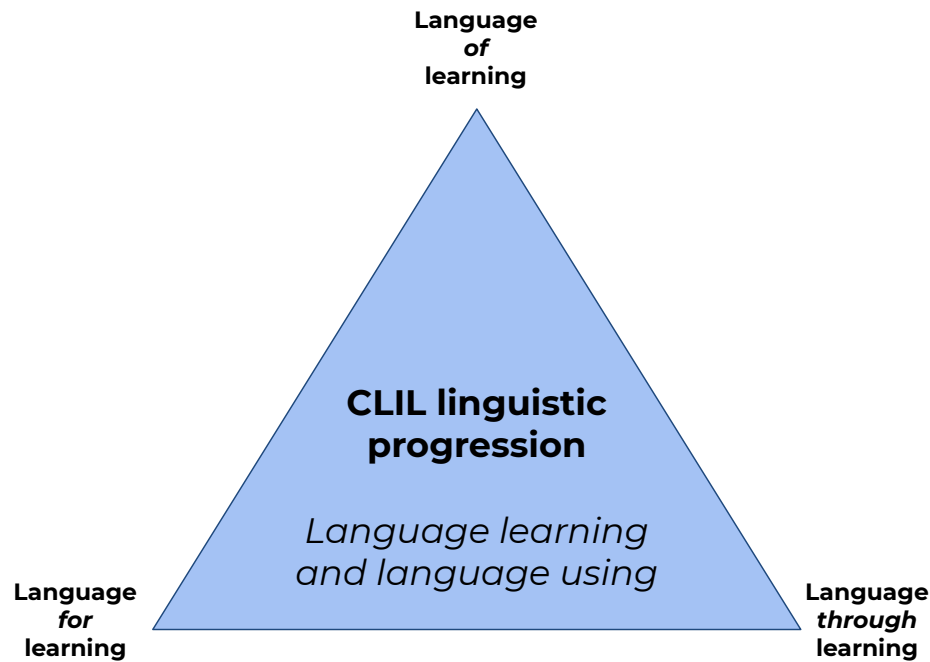 Language
of
learning
CLIL linguistic
progression
Language learning
and language using
Language
for
learning
Language
through
learning